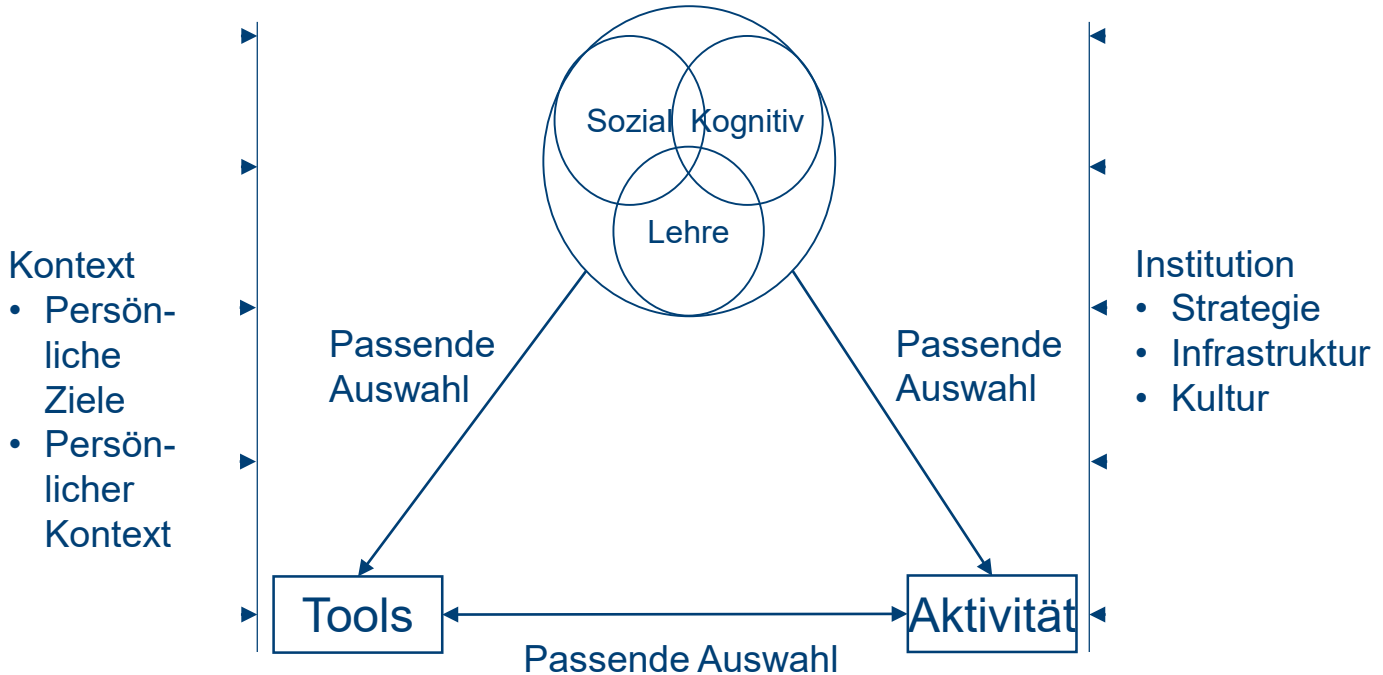 Sozial Kognitiv
Lehre
Kontext
• Persön-
liche
Ziele
• Persön-
licher
Kontext
Passende
Auswahl
Passende
Auswahl
Institution
• Strategie
• Infrastruktur
• Kultur
Tools
Aktivität
Passende Auswahl